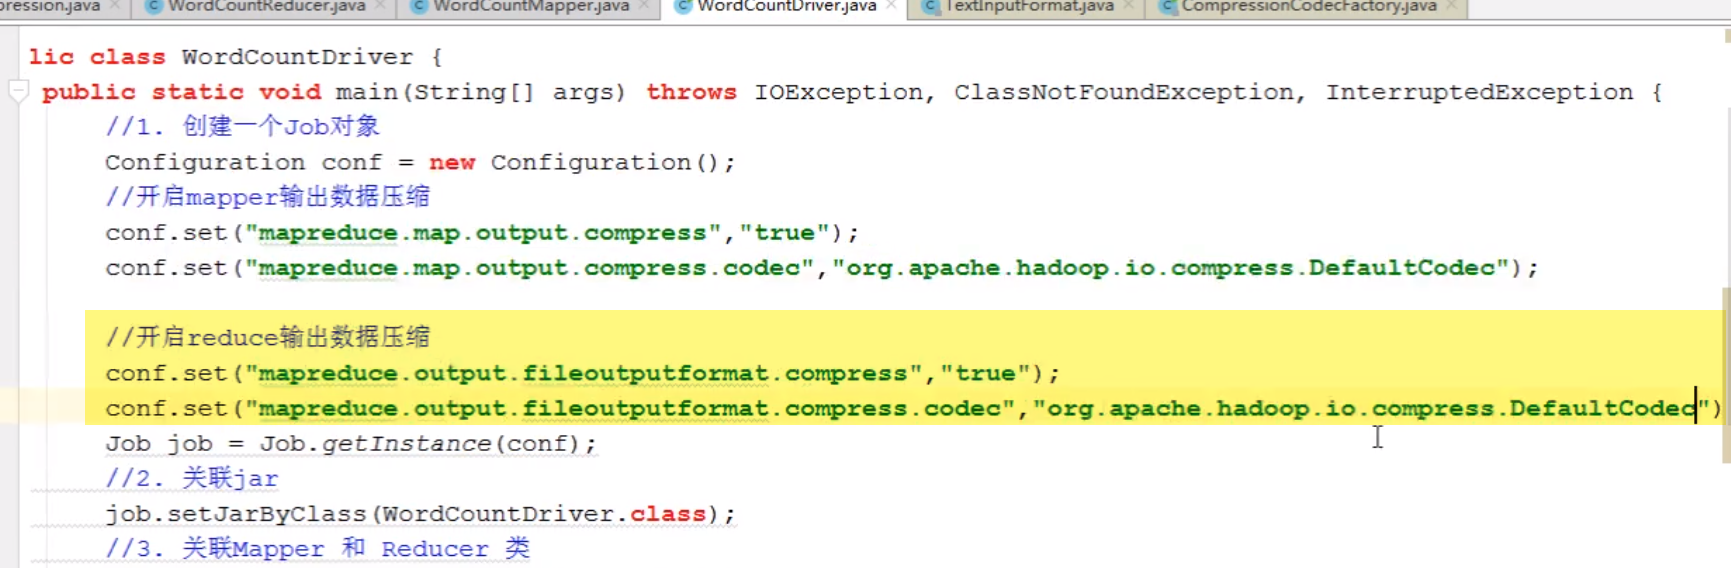 pression.java WordCountReducer.java WordCountMapper.java WordCountDriver.java TextInputFormat.java CompressionCodecFactory.java
lic class WordCountDriver {
public static void main(String[] args) throws IOException, ClassNotFoundException, InterruptedException {
//1. 创建一个Job对象
Configuration conf = new Configuration();
//开启mapper输出数据压缩
conf.set("mapreduce.map.output.compress","true");
conf.set("mapreduce.map.output.compress.codec","org.apache.hadoop.io.compress.DefaultCodec");
//开启reduce输出数据压缩
conf.set("mapreduce.output.fileoutputformat.compress","true");
conf.set("mapreduce.output.fileoutputformat.compress.codec","org.apache.hadoop.io.compress.DefaultCodec")
Job job = Job.getInstance(conf);
//2. 关联jar
job.setJarByClass(WordCountDriver.class);
//3. 关联Mapper 和 Reducer 类